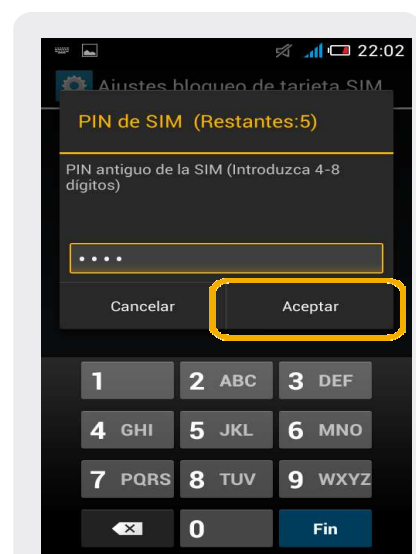 22:02
Ajustes bloqueo de tarjeta SIM
PIN de SIM (Restantes:5)
PIN antiguo de la SIM (Introduzca 4-8
dígitos)
••••
Cancelar Aceptar
1 2 ABC 3 DEF
4 GHI 5 JKL 6 MNO
7 PQRS 8 TUV 9 WXYZ
0 Fin